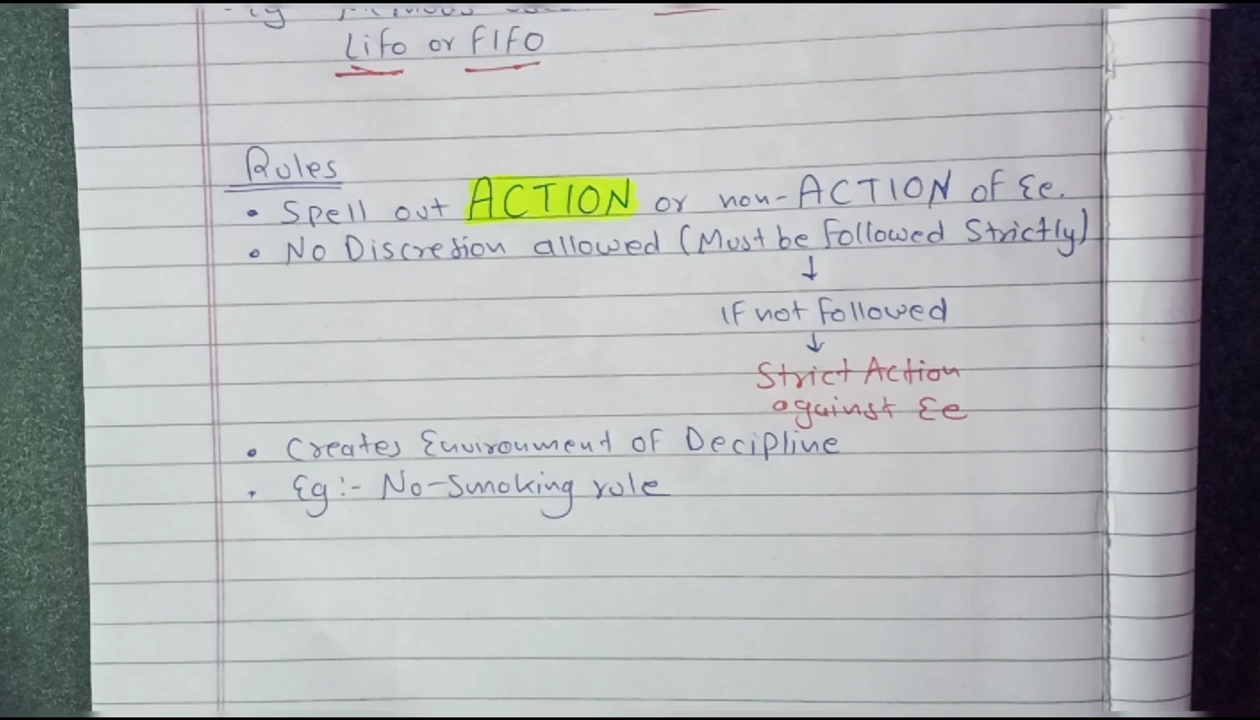 Lifo or FIFO
Rules
• Spell out ACTION or non-ACTION of Ee.
• No Discretion allowed (Must be Followed Strictly)
↓
IF not Followed
↓
Strict Action
against Ee
• Creates Environment of Decipline
• Eg:- No-Smoking rule